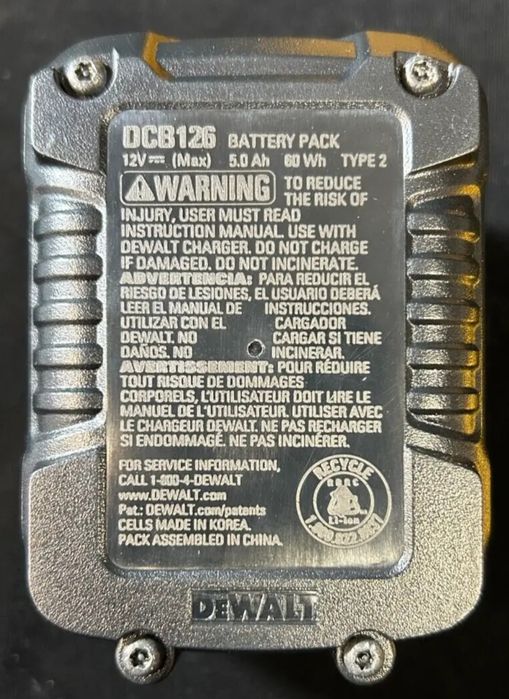 DCB126 BATTERY PACK
12V⎓ (Max) 5.0 Ah 60 Wh TYPE 2
⚠WARNING TO REDUCE
THE RISK OF
INJURY, USER MUST READ
INSTRUCTION MANUAL. USE WITH
DEWALT CHARGER. DO NOT CHARGE
IF DAMAGED. DO NOT INCINERATE.
ADVERTENCIA: PARA REDUCIR EL
RIESGO DE LESIONES, EL USUARIO DEBERÁ
LEER EL MANUAL DE INSTRUCCIONES.
UTILIZAR CON EL CARGADOR
DEWALT. NO CARGAR SI TIENE
DAÑOS. NO INCINERAR.
AVERTISSEMENT: POUR RÉDUIRE
TOUT RISQUE DE DOMMAGES
CORPORELS, L'UTILISATEUR DOIT LIRE LE
MANUEL DE L'UTILISATEUR. UTILISER AVEC
LE CHARGEUR DEWALT. NE PAS RECHARGER
SI ENDOMMAGÉ. NE PAS INCINÉRER.
FOR SERVICE INFORMATION,
CALL 1-800-4-DEWALT
www.DEWALT.com
Pat: DEWALT.com/patents
CELLS MADE IN KOREA.
PACK ASSEMBLED IN CHINA.
RECYCLE
RBRC
Li-ion
DEWALT